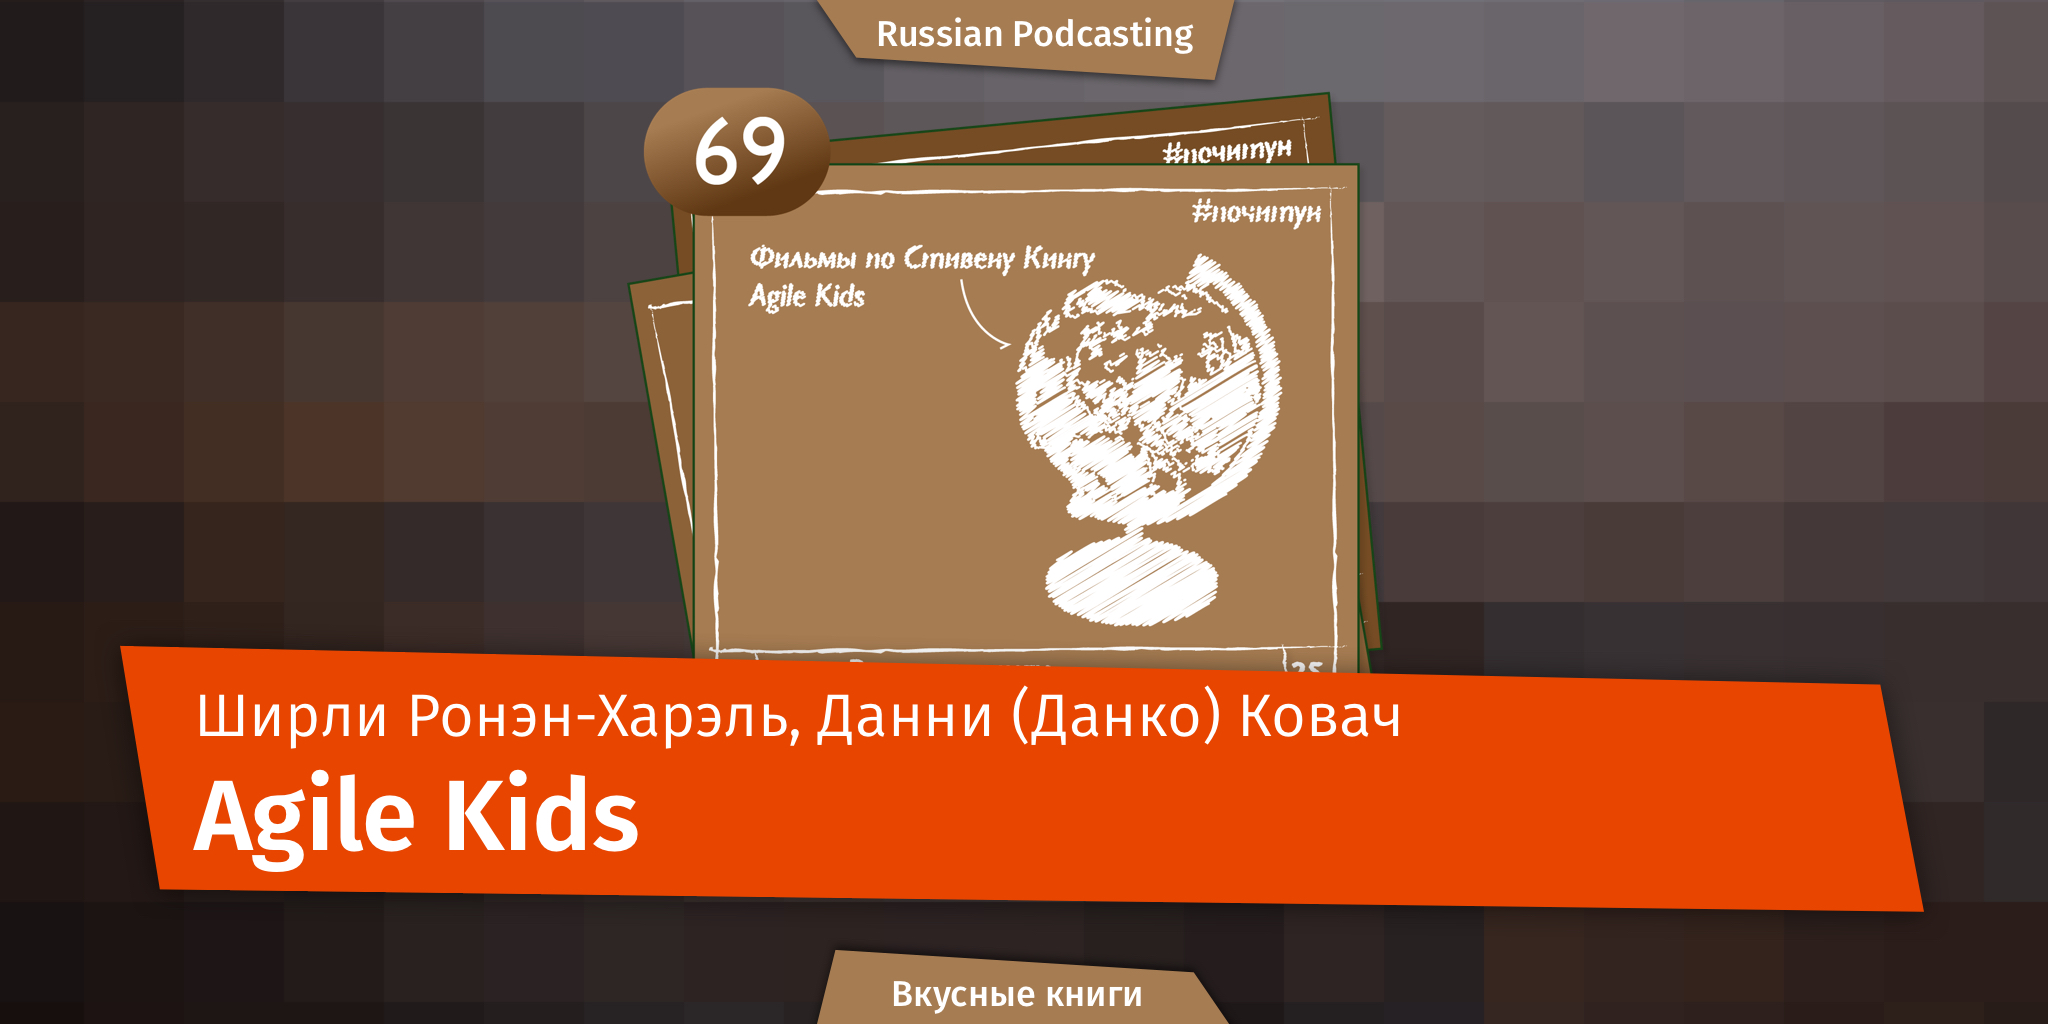 Russian Podcasting
69
#почитун
#почитун
Фильмы по Стивену Кингу
Agile Kids
Ширли Ронэн-Харэль, Данни (Данко) Ковач
Agile Kids
Вкусные книги